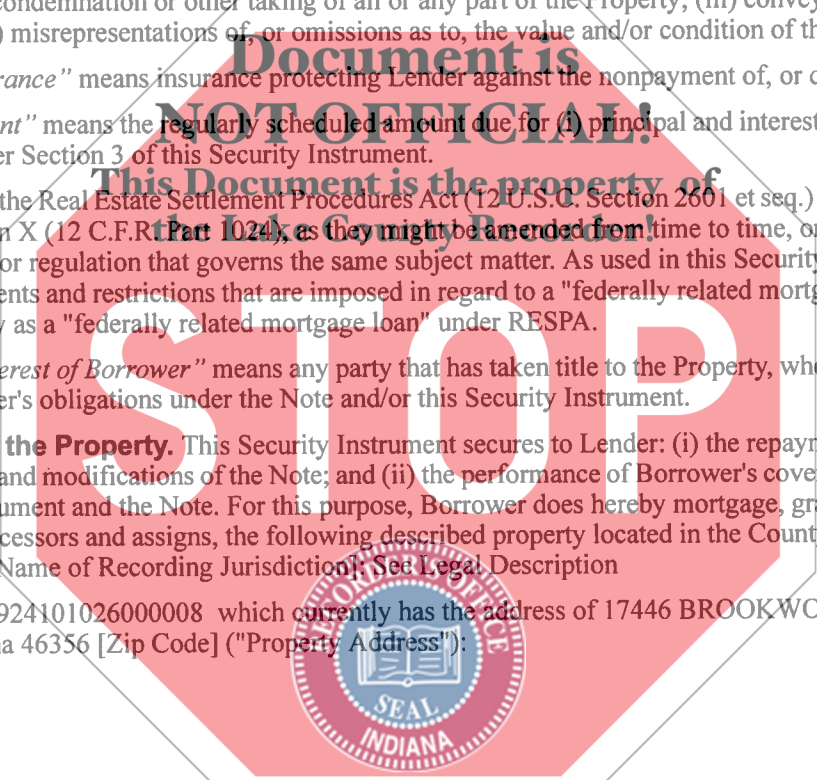 condemnation or other taking of all or any part of the Property; (iii) convey
) misrepresentations of, or omissions as to, the value and/or condition of th
Document is
rance” means insurance protecting Lender against the nonpayment of, or d
NOT OFFICIAL!
nt” means the regularly scheduled amount due for (i) principal and interest
er Section 3 of this Security Instrument.
This Document is the property of
the Real Estate Settlement Procedures Act (12 U.S.C. Section 2601 et seq.)
the Lake County Recorder!
n X (12 C.F.R. Part 1024), as they might be amended from time to time, or
or regulation that governs the same subject matter. As used in this Security
ents and restrictions that are imposed in regard to a "federally related mortg
y as a "federally related mortgage loan" under RESPA.
STOP
erest of Borrower” means any party that has taken title to the Property, whe
er's obligations under the Note and/or this Security Instrument.
the Property. This Security Instrument secures to Lender: (i) the repaym
and modifications of the Note; and (ii) the performance of Borrower's cove
ument and the Note. For this purpose, Borrower does hereby mortgage, gra
cessors and assigns, the following described property located in the County
Name of Recording Jurisdiction]: See Legal Description
924101026000008 which currently has the address of 17446 BROOKWO
a 46356 [Zip Code] ("Property Address"):
RECORDER'S OFFICE
SEAL
INDIANA